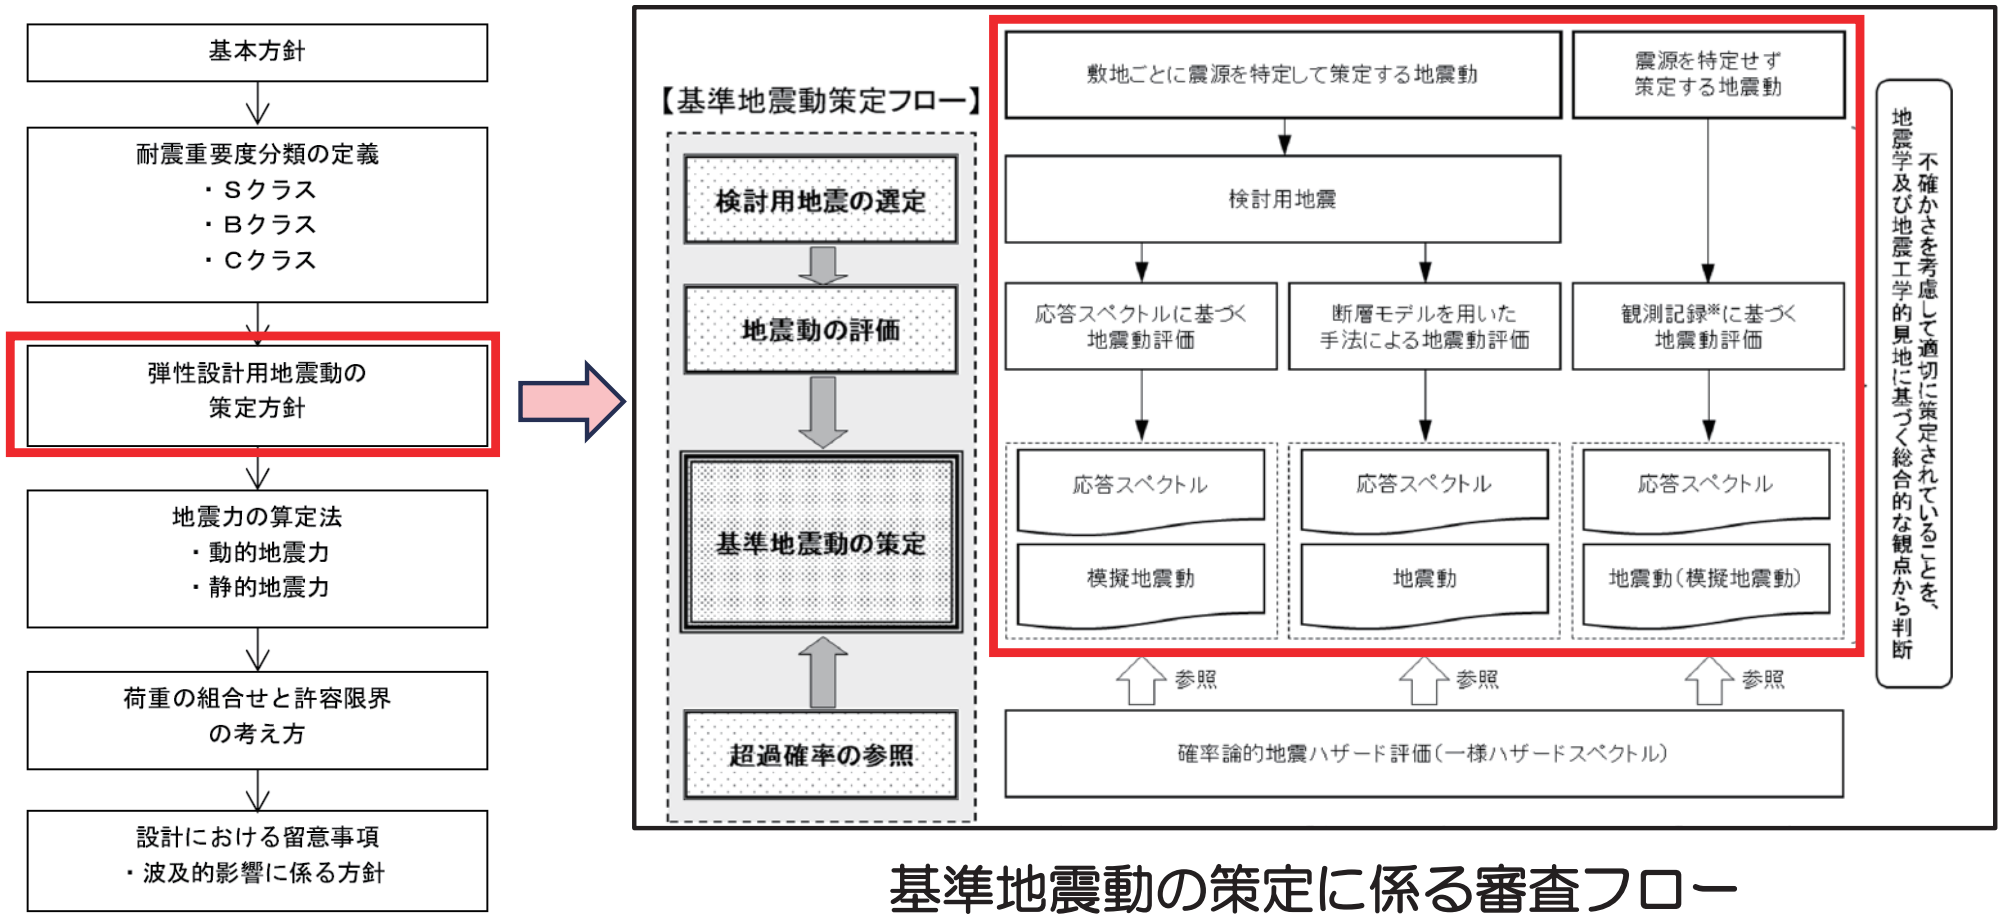 基本方針
耐震重要度分類の定義
・Sクラス
・Bクラス
・Cクラス
弾性設計用地震動の
策定方針
地震力の算定法
・動的地震力
・静的地震力
荷重の組合せと許容限界
の考え方
設計における留意事項
・波及的影響に係る方針
【基準地震動策定フロー】
検討用地震の選定
地震動の評価
基準地震動の策定
超過確率の参照
敷地ごとに震源を特定して策定する地震動
震源を特定せず
策定する地震動
検討用地震
応答スペクトルに基づく
地震動評価
断層モデルを用いた
手法による地震動評価
観測記録※に基づく
地震動評価
応答スペクトル
模擬地震動
応答スペクトル
地震動
応答スペクトル
地震動(模擬地震動)
参照
参照
参照
確率論的地震ハザード評価(一様ハザードスペクトル)
不確かさを考慮して適切に策定されていることを、
地震学及び地震工学的見地に基づく総合的な観点から判断
基準地震動の策定に係る審査フロー